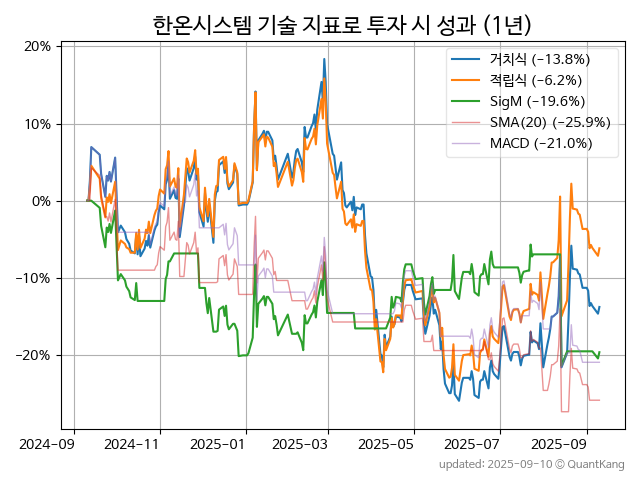 한온시스템 기술 지표로 투자 시 성과 (1년)
거치식 (−13.8%)
적립식 (−6.2%)
SigM (−19.6%)
SMA(20) (−25.9%)
MACD (−21.0%)
20%
10%
0%
−10%
−20%
2024-09 2024-11 2025-01 2025-03 2025-05 2025-07 2025-09
updated: 2025-09-10 © QuantKang